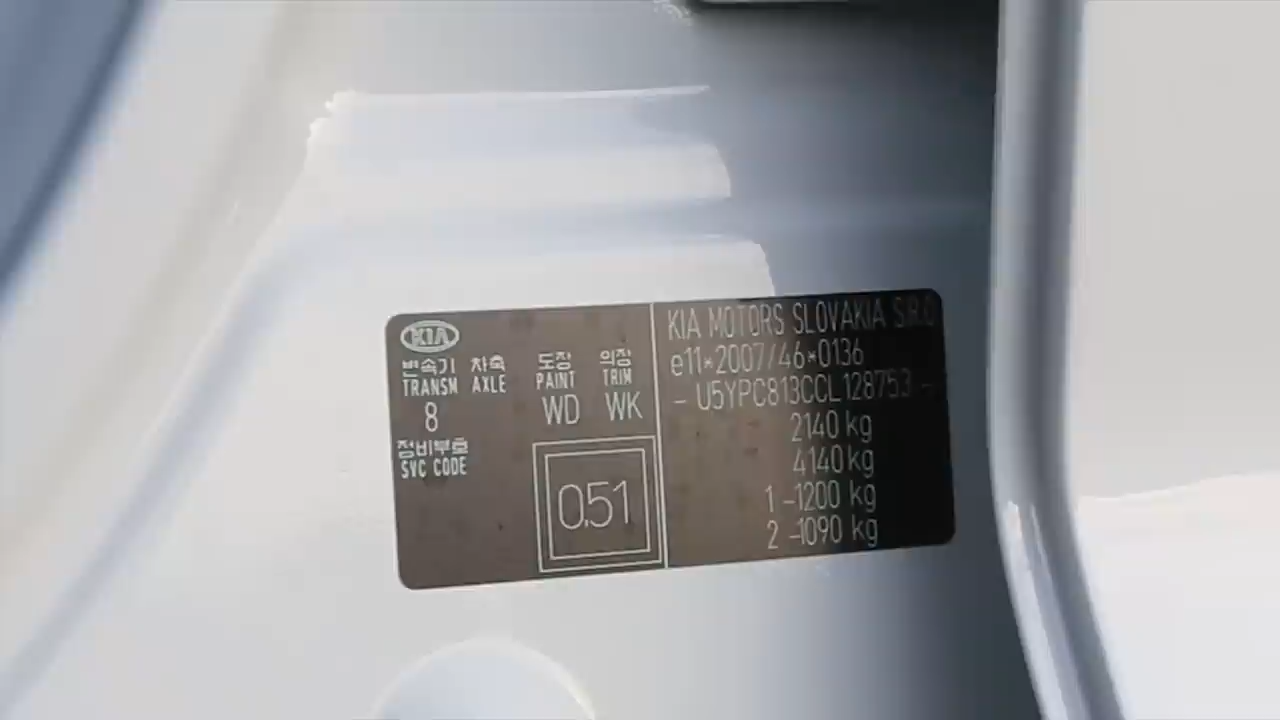 KIA
변속기 차축 도장 의장
TRANSM AXLE PAINT TRIM
8 WD WK
점비부호
SVC CODE
0.51
KIA MOTORS SLOVAKIA S.R.O
e11*2007/46*0136
- U5YPC813CCL128753 -
2140 kg
4140 kg
1 -1200 kg
2 -1090 kg